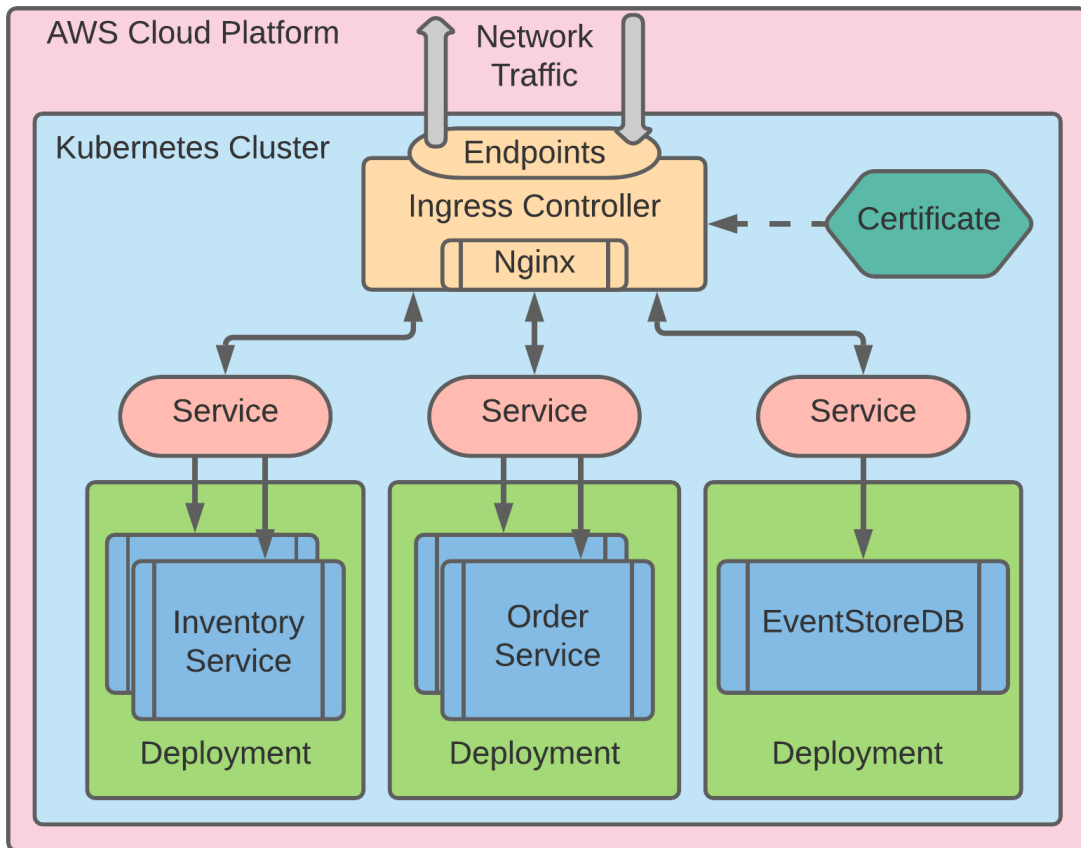 AWS Cloud Platform
Network
Traffic
Kubernetes Cluster
Endpoints
Ingress Controller
Nginx
Certificate
Service
Service
Service
Inventory
Service
Deployment
Order
Service
Deployment
EventStoreDB
Deployment